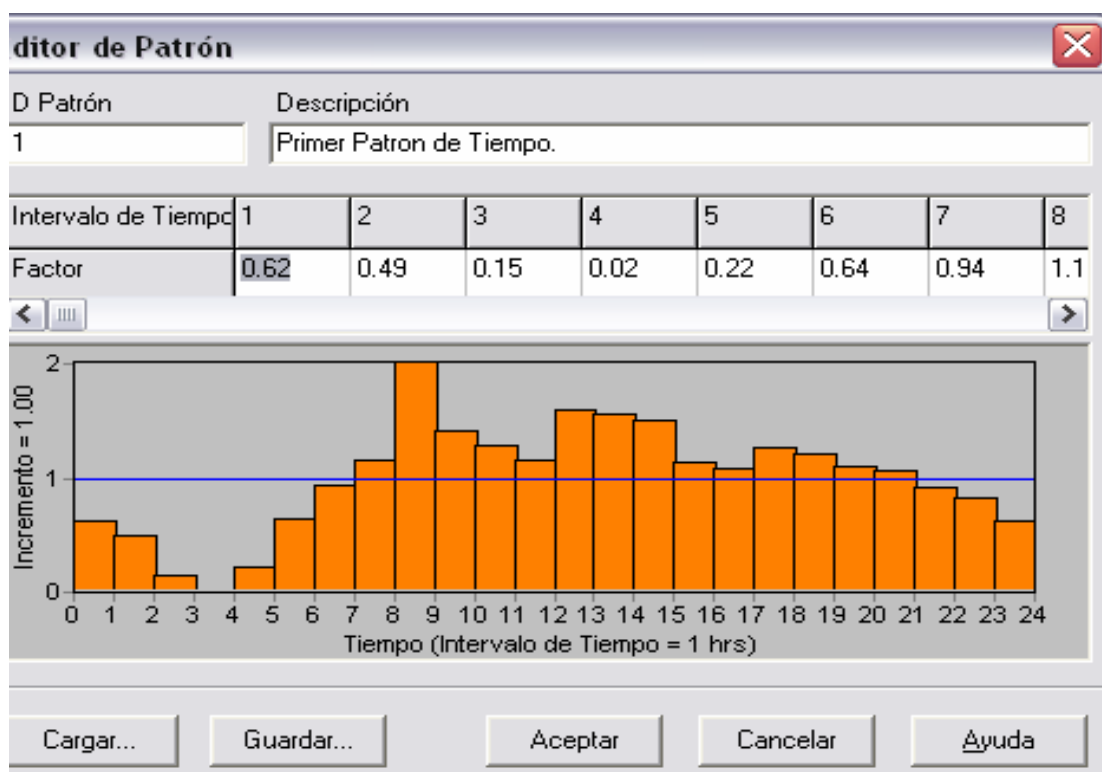 ditor de Patrón
D Patrón Descripción
1 Primer Patron de Tiempo.
Intervalo de Tiempo 1 2 3 4 5 6 7 8
Factor 0.62 0.49 0.15 0.02 0.22 0.64 0.94 1.1
Incremento = 1.00
2
1
0
0 1 2 3 4 5 6 7 8 9 10 11 12 13 14 15 16 17 18 19 20 21 22 23 24
Tiempo (Intervalo de Tiempo = 1 hrs)
Cargar... Guardar... Aceptar Cancelar Ayuda